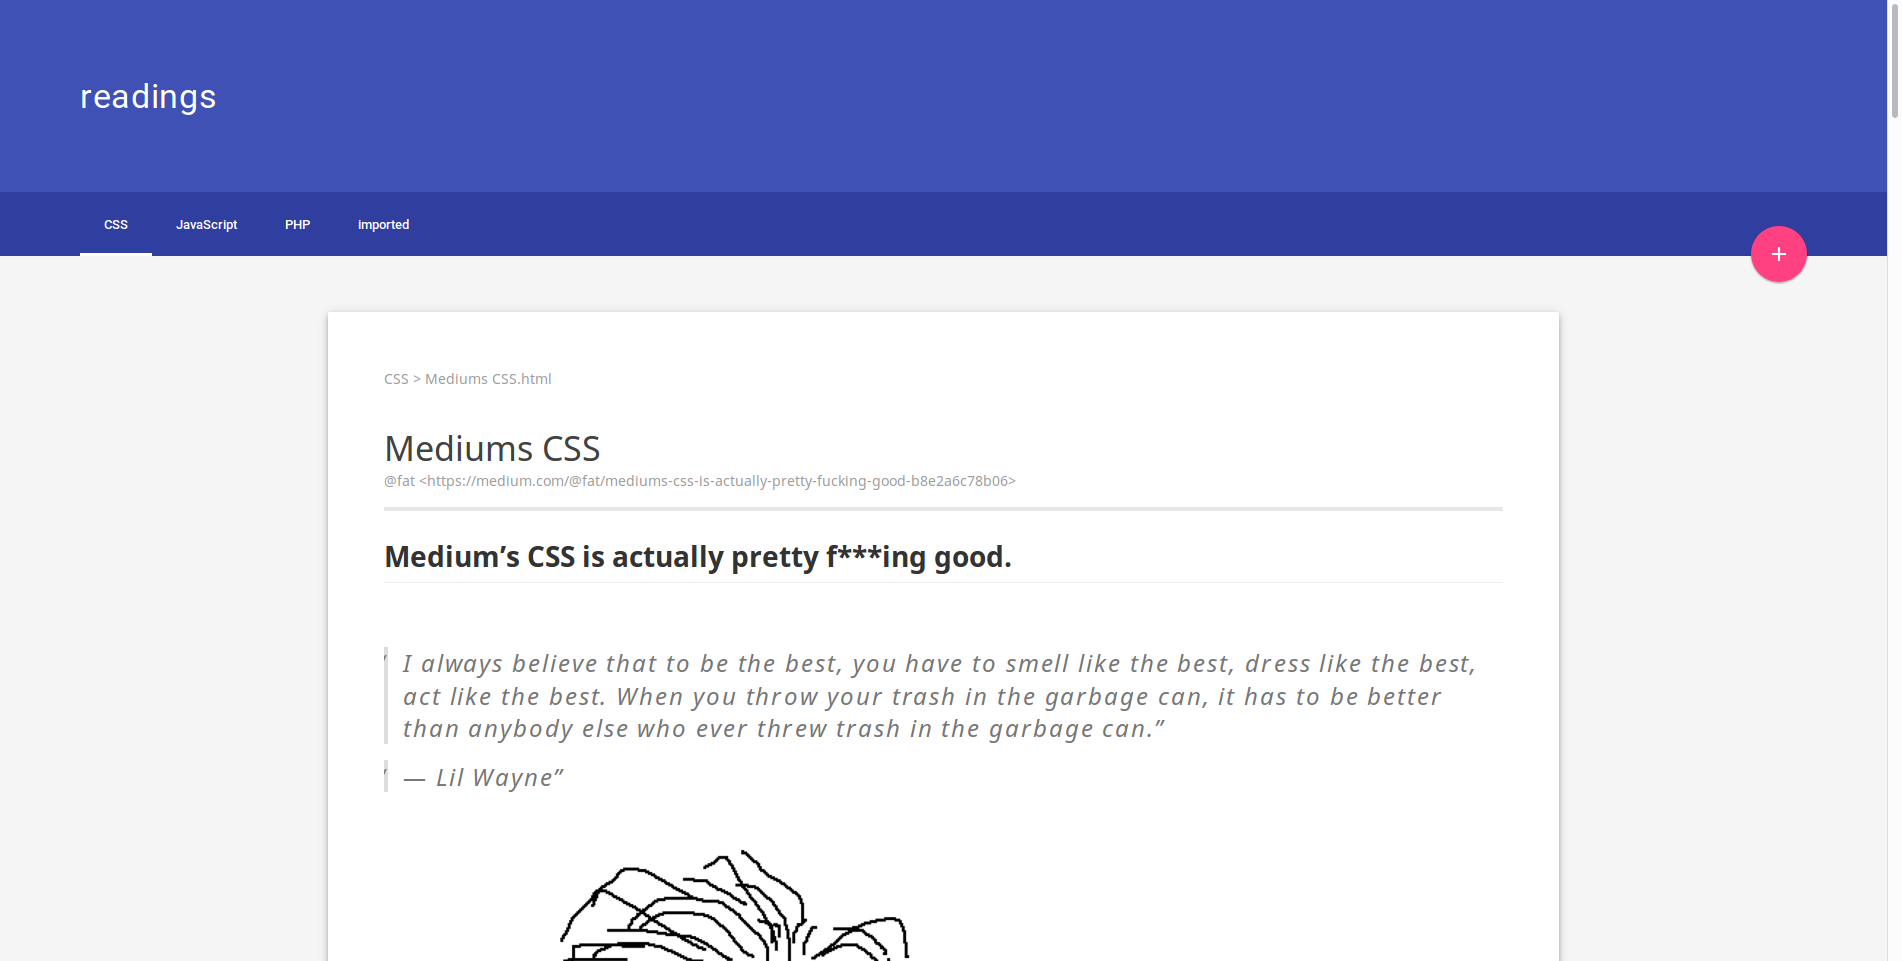 readings
CSS JavaScript PHP imported
+
CSS > Mediums CSS.html
Mediums CSS
@fat <https://medium.com/@fat/mediums-css-is-actually-pretty-fucking-good-b8e2a6c78b06>
Medium’s CSS is actually pretty f***ing good.
I always believe that to be the best, you have to smell like the best, dress like the best,
act like the best. When you throw your trash in the garbage can, it has to be better
than anybody else who ever threw trash in the garbage can.”
— Lil Wayne”